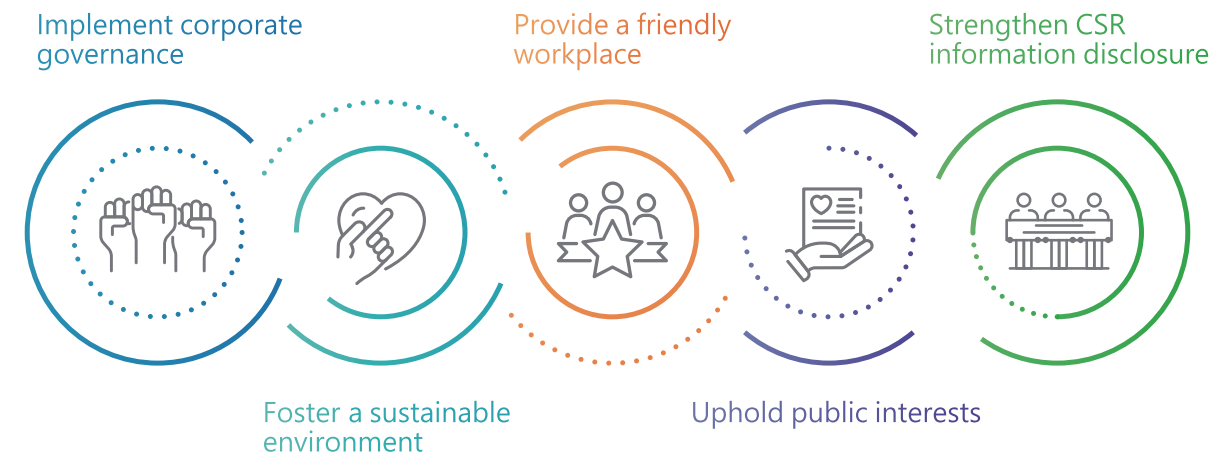 Implement corporate
governance
Provide a friendly
workplace
Strengthen CSR
information disclosure
Foster a sustainable
environment
Uphold public interests